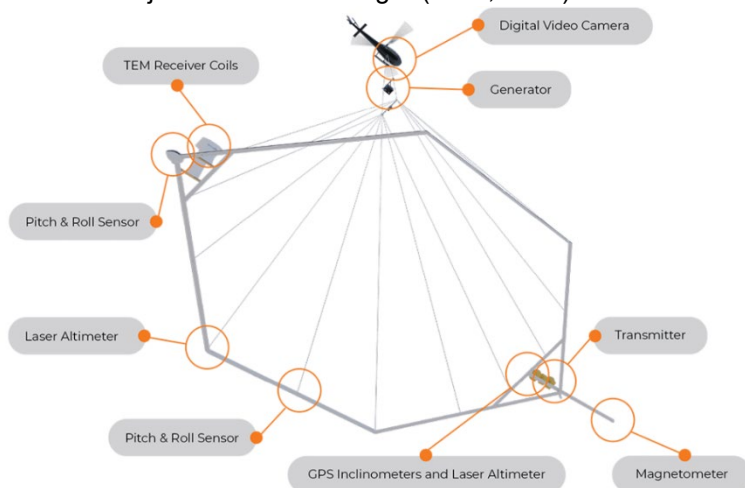 Digital Video Camera
TEM Receiver Coils
Generator
Pitch & Roll Sensor
Laser Altimeter
Transmitter
Pitch & Roll Sensor
GPS Inclinometers and Laser Altimeter
Magnetometer